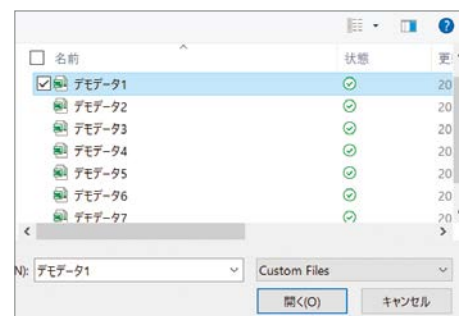 名前 状態 更
デモデータ1 20
デモデータ2 20
デモデータ3 20
デモデータ4 20
デモデータ5 20
デモデータ6 20
デモデータ7 20
N): デモデータ1 Custom Files
開く(O) キャンセル